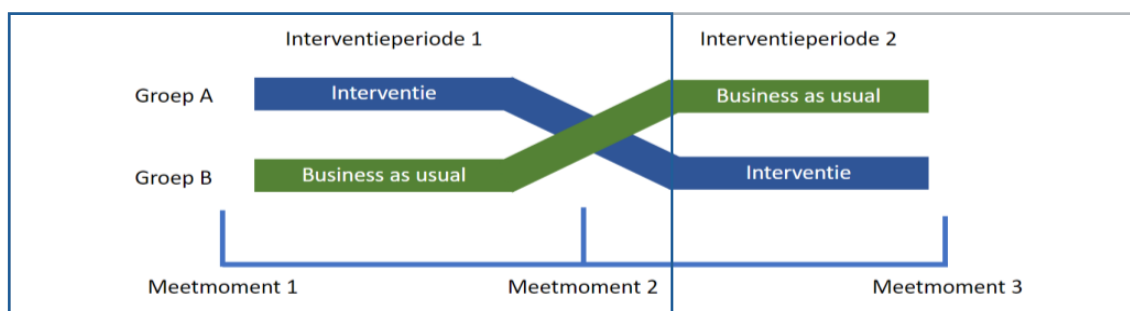 Interventieperiode 1
Interventieperiode 2
Groep A
Interventie
Business as usual
Groep B
Business as usual
Interventie
Meetmoment 1
Meetmoment 2
Meetmoment 3